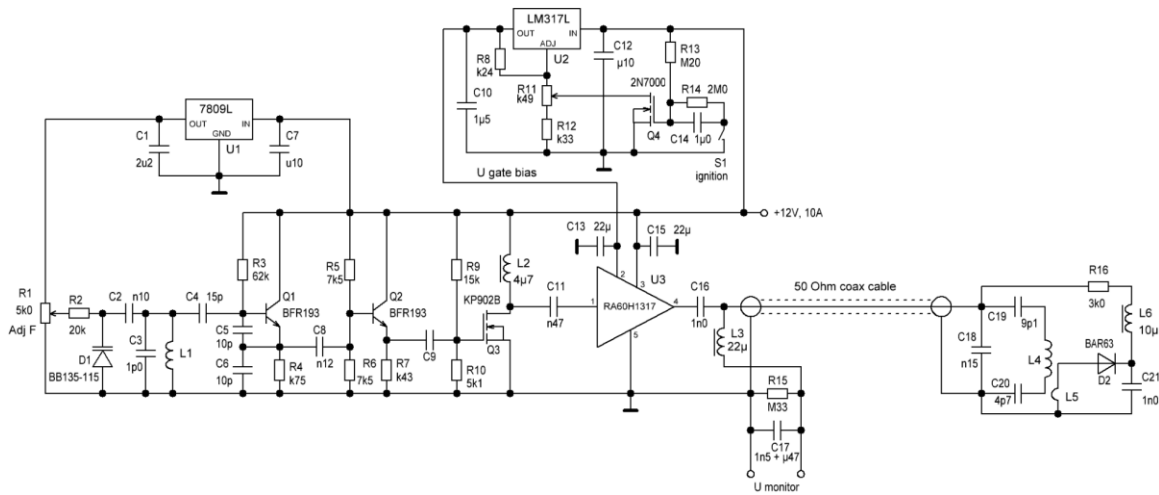 LM317L
OUT
IN
ADJ
U2
R8
k24
C12
µ10
R13
M20
R11
k49
2N7000
R14 2M0
C10
1µ5
R12
k33
Q4
C14
1µ0
S1
ignition
7809L
OUT
IN
GND
U1
C1
2u2
C7
u10
U gate bias
+12V, 10A
C13 22µ
C15 22µ
R3
62k
R5
7k5
R9
15k
L2
4µ7
2
3
U3
R1
5k0
Adj F
R2
20k
C2 n10
C4 15p
Q1
BFR193
Q2
BFR193
KP902B
C11
n47
1
RA60H1317
4
C16
1n0
50 Ohm coax cable
R16
3k0
C3
1p0
L1
C5
10p
C8
n12
C9
Q3
5
L3
22µ
C18
n15
C19
9p1
L6
10µ
D1
BB135-115
C6
10p
R4
k75
R6
7k5
R7
k43
R10
5k1
L4
BAR63
D2
C20
4p7
L5
C21
1n0
R15
M33
C17
1n5 + µ47
U monitor